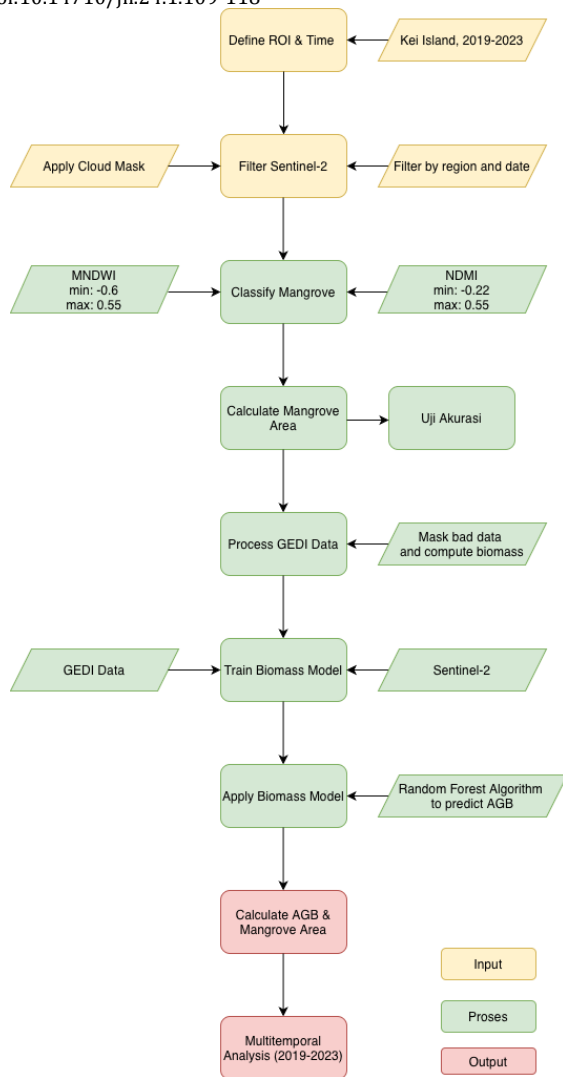 Define ROI & Time
Kei Island, 2019-2023
Apply Cloud Mask
Filter Sentinel-2
Filter by region and date
MNDWI
min: -0.6
max: 0.55
Classify Mangrove
NDMI
min: -0.22
max: 0.55
Calculate Mangrove
Area
Uji Akurasi
Process GEDI Data
Mask bad data
and compute biomass
GEDI Data
Train Biomass Model
Sentinel-2
Apply Biomass Model
Random Forest Algorithm
to predict AGB
Calculate AGB &
Mangrove Area
Multitemporal
Analysis (2019-2023)
Input
Proses
Output